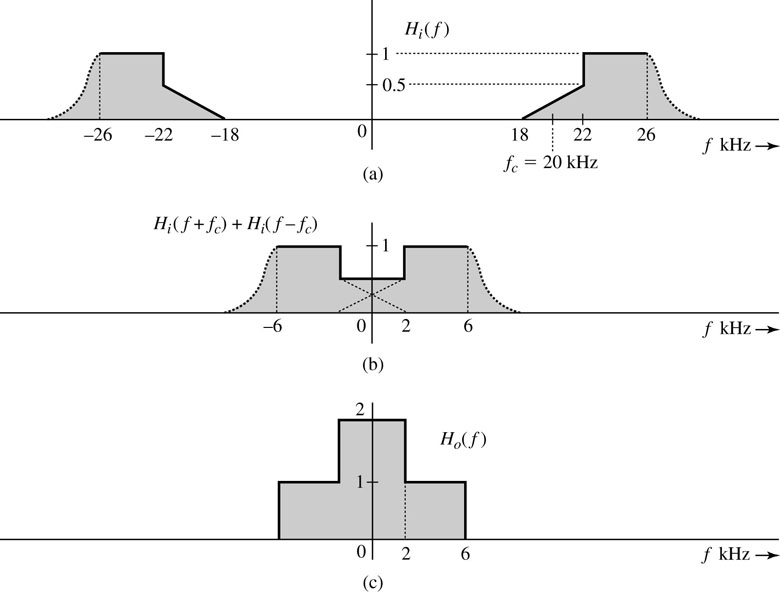 H_i(f)
1
0.5
–26 –22 –18 0 18 22 26
f kHz
f_c = 20 kHz
(a)
H_i(f+f_c) + H_i(f–f_c)
1
–6 0 2 6 f kHz
(b)
2
H_o(f)
1
0 2 6 f kHz
(c)